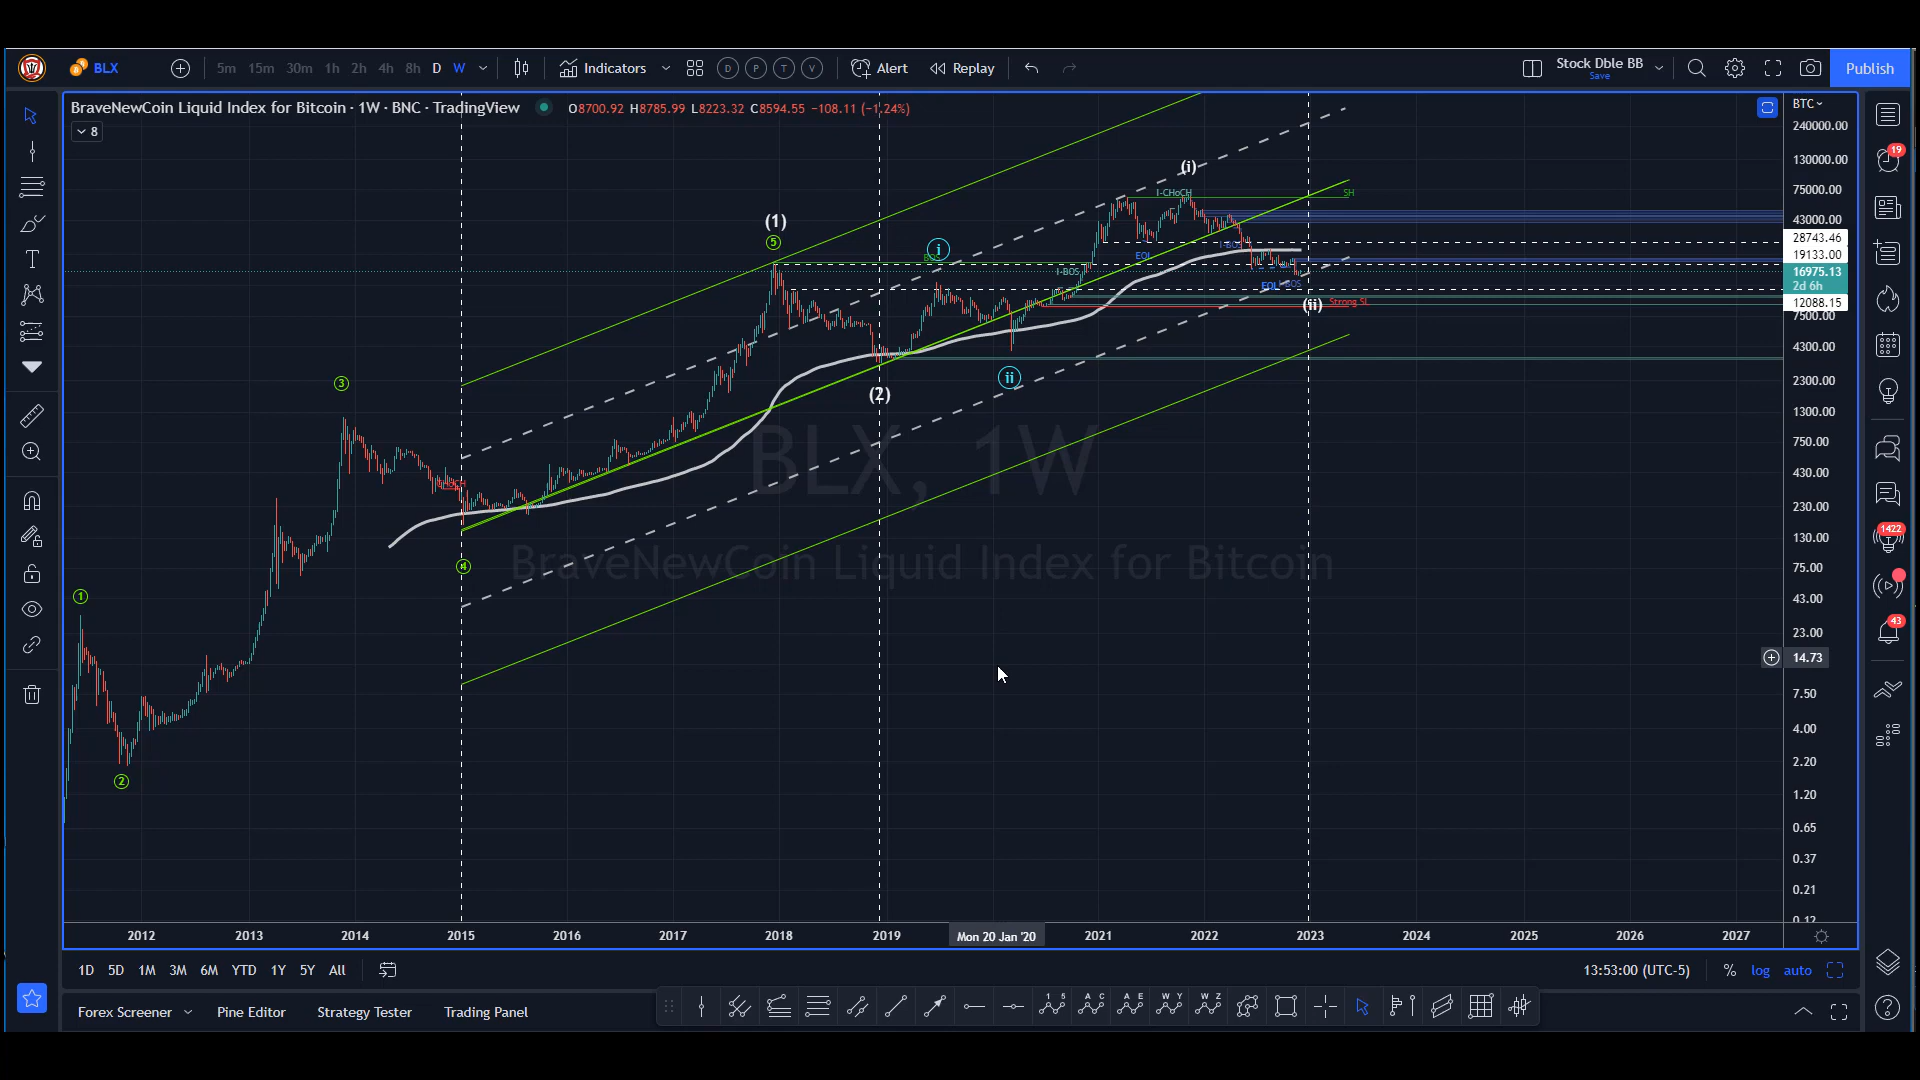 BLX
5m 15m 30m 1h 2h 4h 8h D W
Indicators
D P T V
Alert
Replay
Stock Dble BB
Save
Publish
BraveNewCoin Liquid Index for Bitcoin · 1W · BNC · TradingView
O8700.92 H8785.99 L8223.32 C8594.55 −108.11 (−1.24%)
8
BTC
240000.00
130000.00
75000.00
43000.00
28743.46
19133.00
16975.13
2d 6h
12088.15
7500.00
4300.00
2300.00
1300.00
750.00
430.00
230.00
130.00
75.00
43.00
23.00
14.73
7.50
4.00
2.20
1.20
0.65
0.37
0.21
0.12
19
1422
43
(i)
I-CHoCH
SH
(1)
5
i
I-BOS
EQL
I-BOS
EQL
I-BOS
(ii)
Strong SL
ii
(2)
3
4
1
2
BLX, 1W
BraveNewCoin Liquid Index for Bitcoin
2012 2013 2014 2015 2016 2017 2018 2019 Mon 20 Jan '20 2021 2022 2023 2024 2025 2026 2027
1D 5D 1M 3M 6M YTD 1Y 5Y All
13:53:00 (UTC-5)
% log auto
Forex Screener
Pine Editor
Strategy Tester
Trading Panel